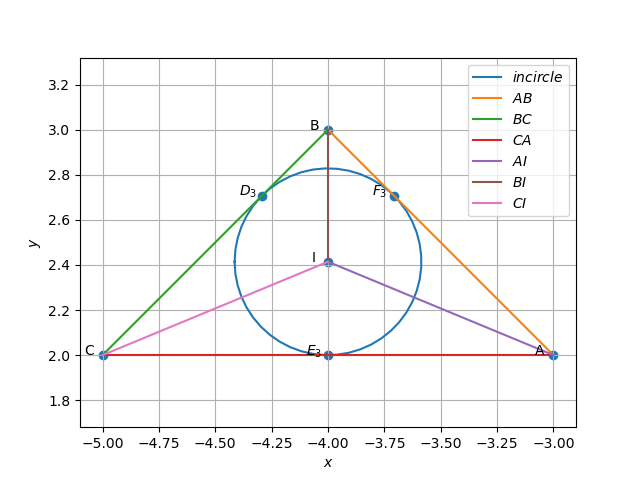 incircle
AB
BC
CA
AI
BI
CI
B
D₃
F₃
I
C
E₃
A
y
3.2
3.0
2.8
2.6
2.4
2.2
2.0
1.8
−5.00 −4.75 −4.50 −4.25 −4.00 −3.75 −3.50 −3.25 −3.00
x